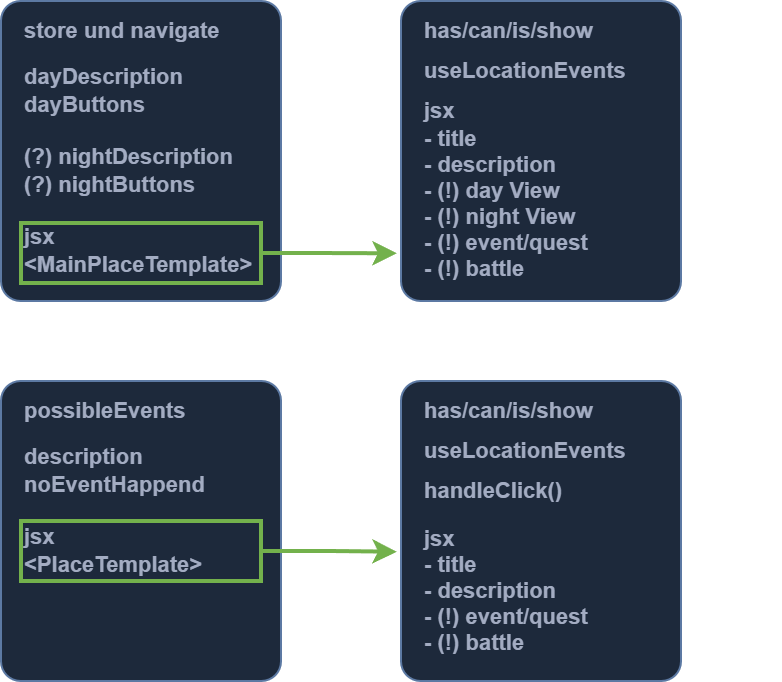 store und navigate
dayDescription
dayButtons
(?) nightDescription
(?) nightButtons
jsx
<MainPlaceTemplate>
has/can/is/show
useLocationEvents
jsx
- title
- description
- (!) day View
- (!) night View
- (!) event/quest
- (!) battle
possibleEvents
description
noEventHappend
jsx
<PlaceTemplate>
has/can/is/show
useLocationEvents
handleClick()
jsx
- title
- description
- (!) event/quest
- (!) battle